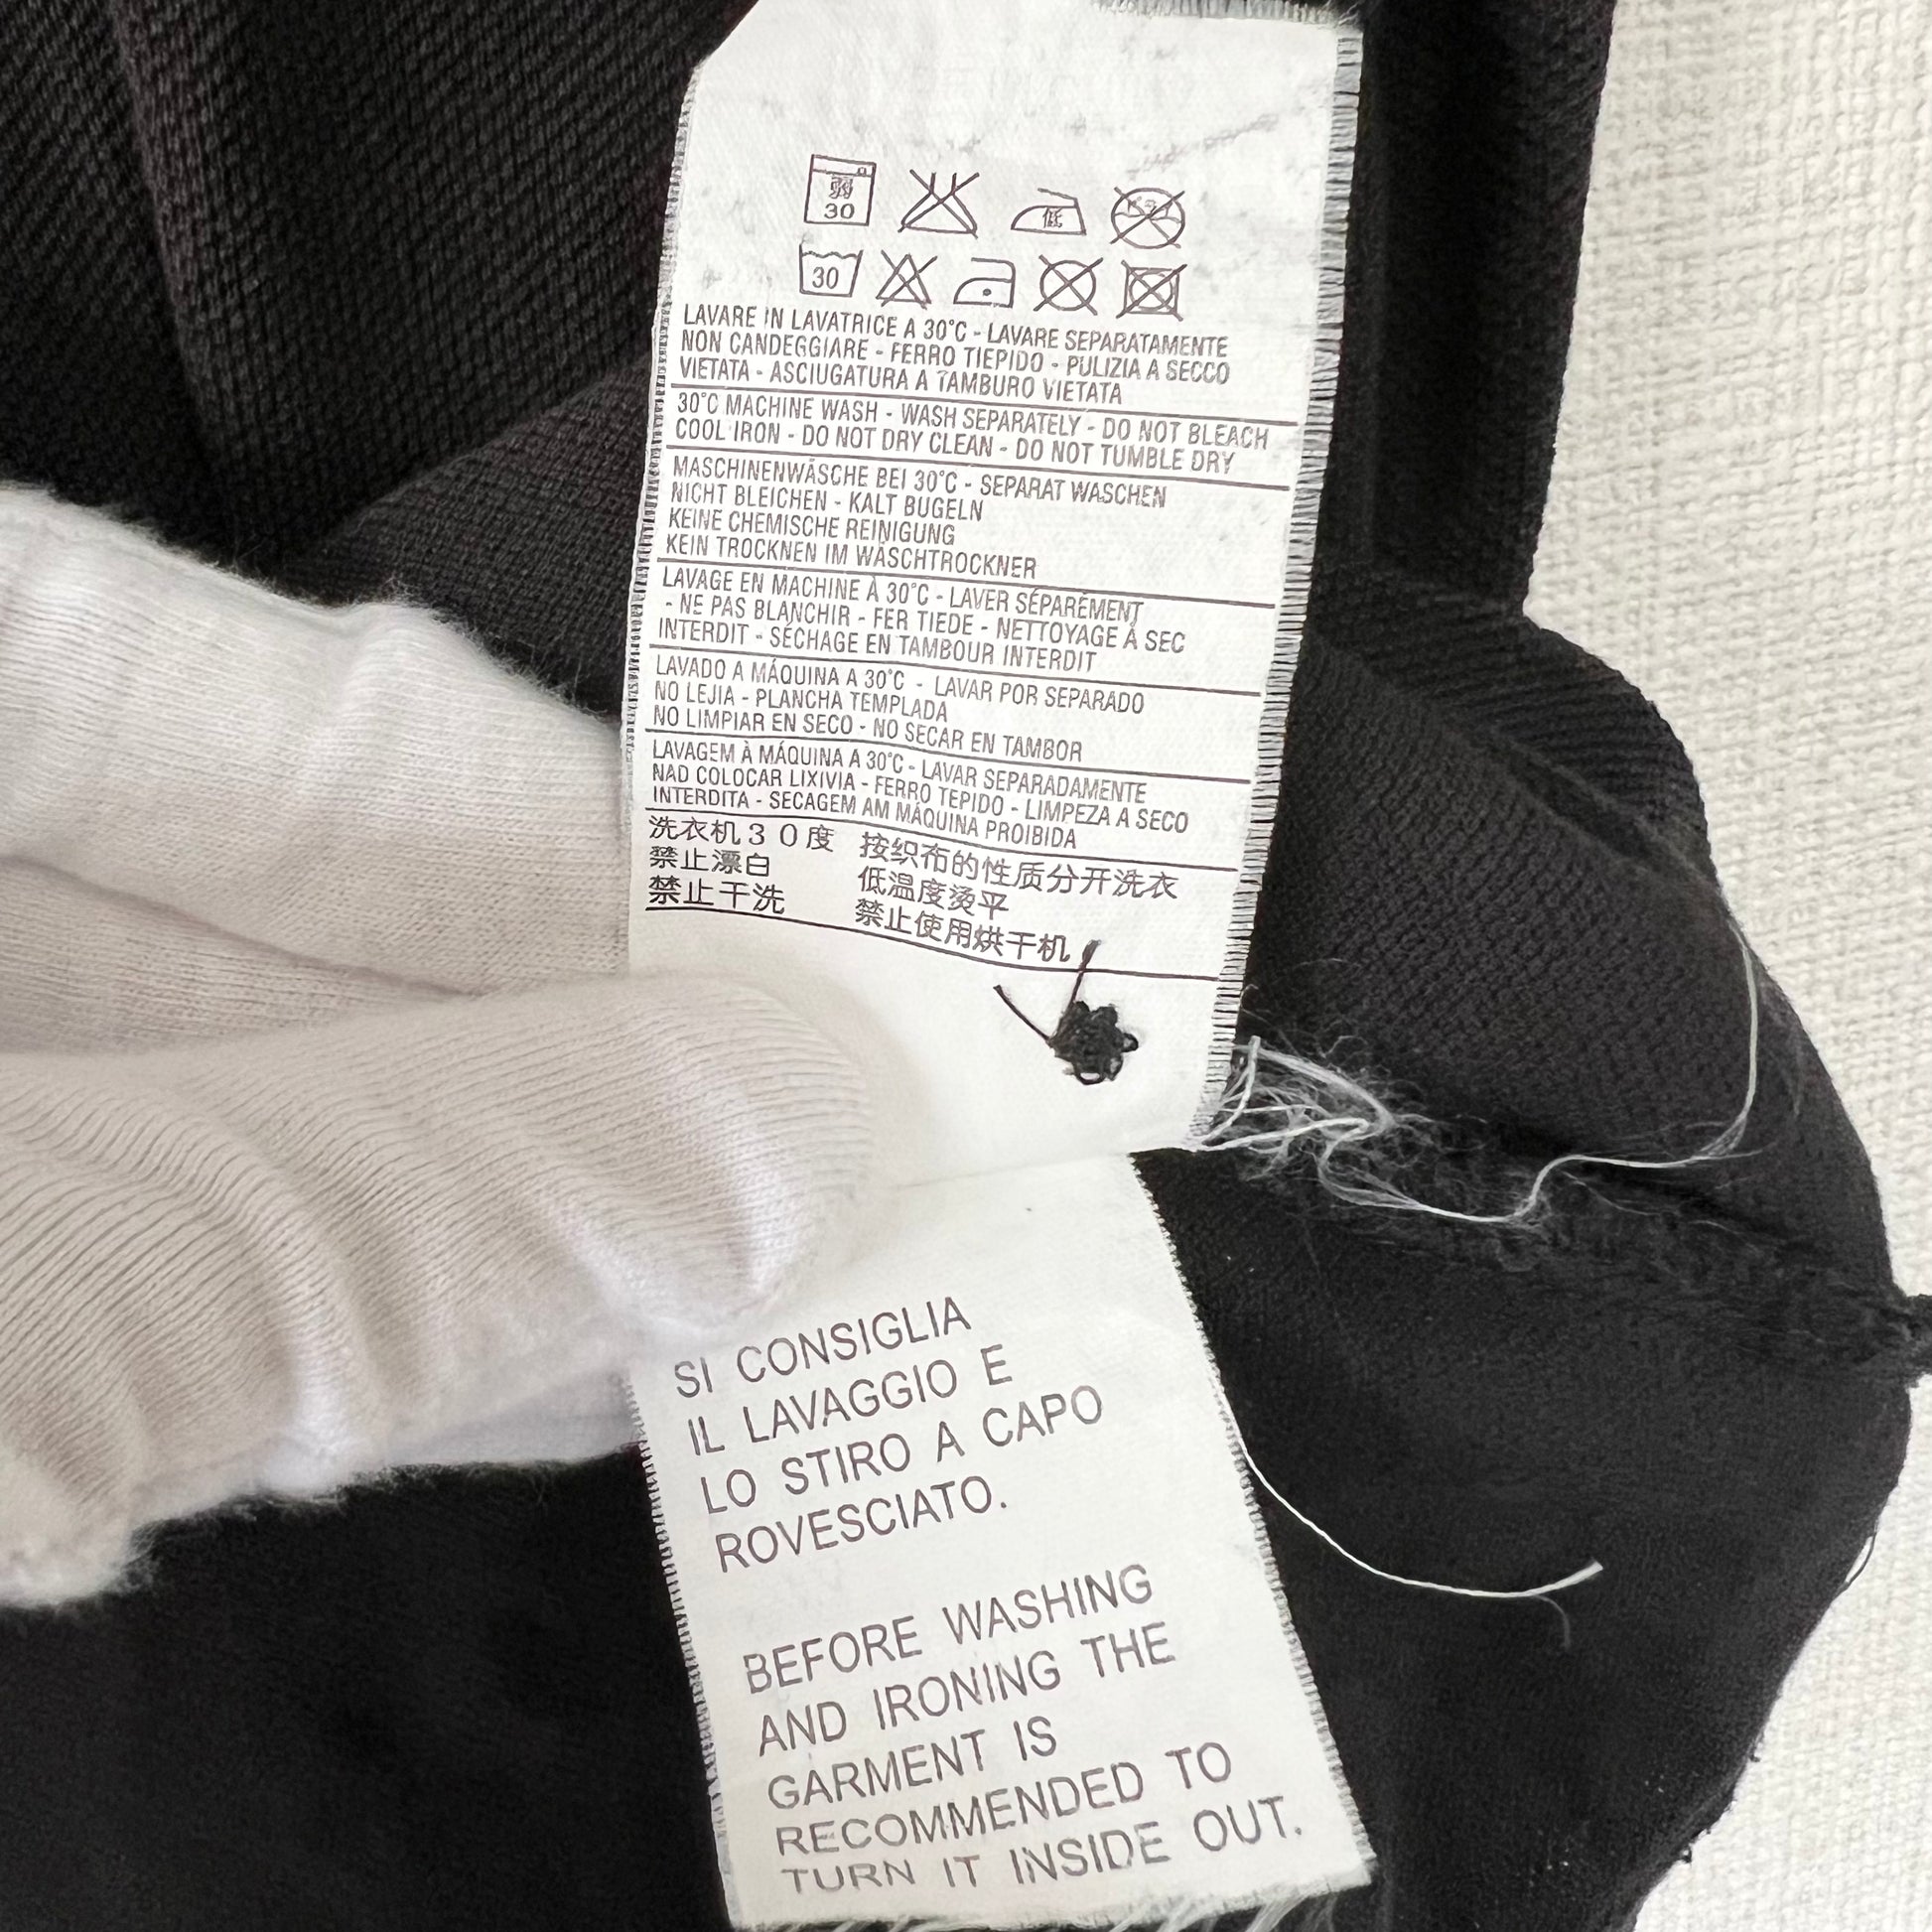 弱
30
低
30
LAVARE IN LAVATRICE A 30°C - LAVARE SEPARATAMENTE
NON CANDEGGIARE - FERRO TIEPIDO - PULIZIA A SECCO
VIETATA - ASCIUGATURA A TAMBURO VIETATA
30°C MACHINE WASH - WASH SEPARATELY - DO NOT BLEACH
COOL IRON - DO NOT DRY CLEAN - DO NOT TUMBLE DRY
MASCHINENWÄSCHE BEI 30°C - SEPARAT WASCHEN
NICHT BLEICHEN - KALT BUGELN
KEINE CHEMISCHE REINIGUNG
KEIN TROCKNEN IM WÄSCHTROCKNER
LAVAGE EN MACHINE À 30°C - LAVER SÉPARÉMENT
- NE PAS BLANCHIR - FER TIEDE - NETTOYAGE À SEC
INTERDIT - SÉCHAGE EN TAMBOUR INTERDIT
LAVADO A MÁQUINA A 30°C - LAVAR POR SEPARADO
NO LEJIA - PLANCHA TEMPLADA
NO LIMPIAR EN SECO - NO SECAR EN TAMBOR
LAVAGEM À MÁQUINA A 30°C - LAVAR SEPARADAMENTE
NAD COLOCAR LIXIVIA - FERRO TEPIDO - LIMPEZA A SECO
INTERDITA - SECAGEM AM MÁQUINA PROIBIDA
洗衣机30度 按织布的性质分开洗衣
禁止漂白 低温度烫平
禁止干洗 禁止使用烘干机
SI CONSIGLIA
IL LAVAGGIO E
LO STIRO A CAPO
ROVESCIATO.
BEFORE WASHING
AND IRONING THE
GARMENT IS
RECOMMENDED TO
TURN IT INSIDE OUT.